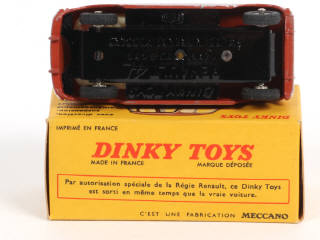 DINKY TOYS
IMPRIMÉ EN FRANCE
DINKY TOYS
MADE IN FRANCE MARQUE DÉPOSÉE
Par autorisation spéciale de la Régie Renault, ce Dinky Toys
est sorti en même temps que la vraie voiture.
C'EST UNE FABRICATION MECCANO